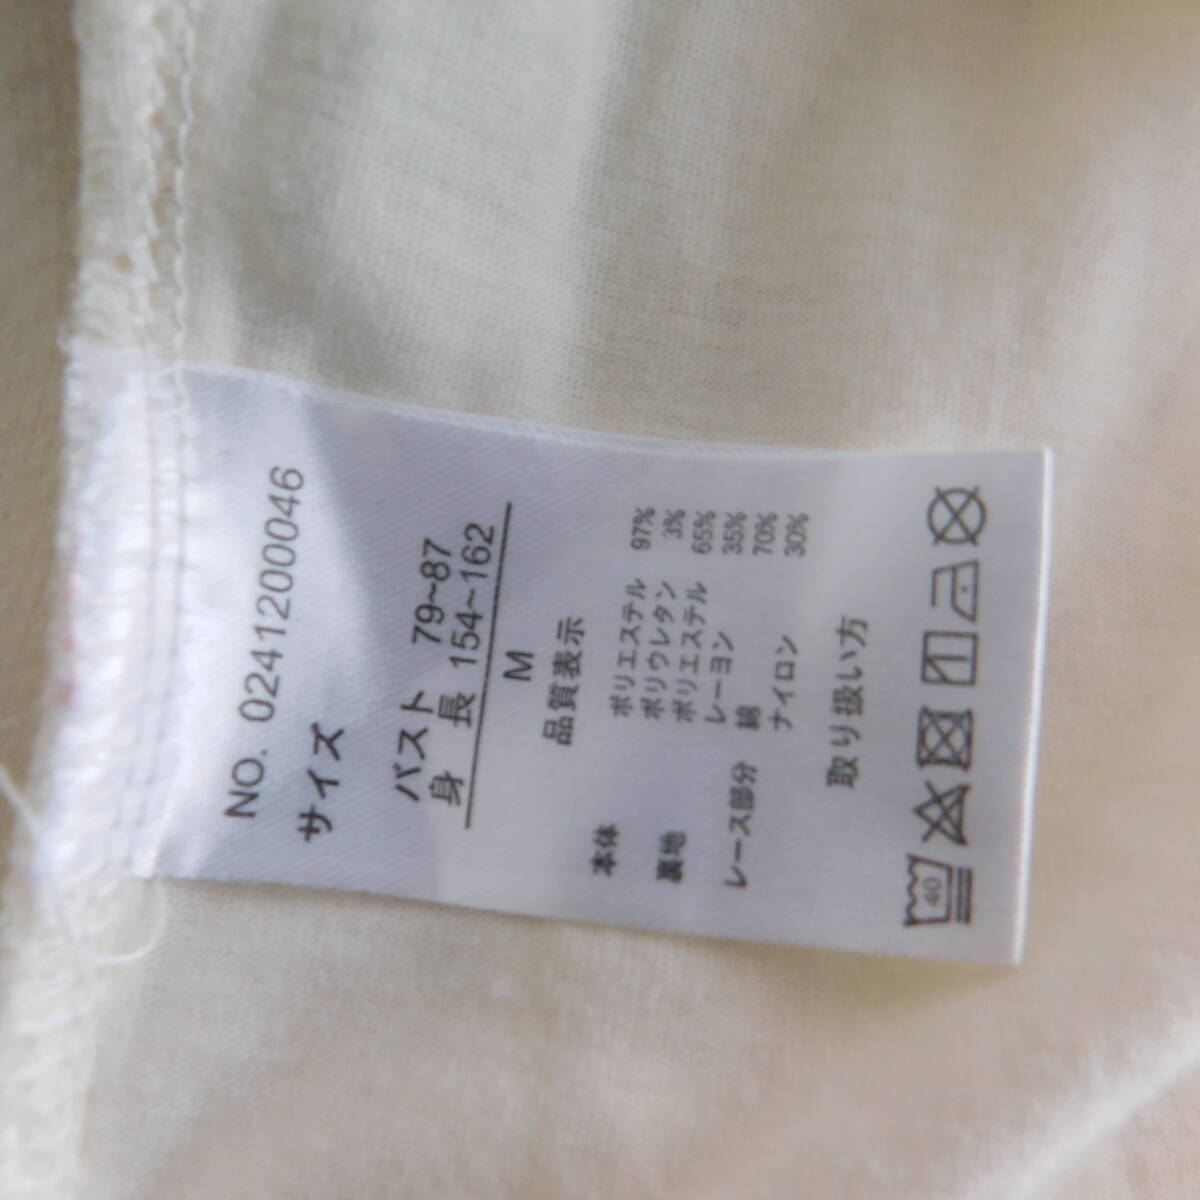 NO. 0241200046
サイズ
バスト 79~87
身 長 154~162
M
品質表示
本体 ポリエステル 97%
ポリウレタン 3%
裏地 ポリエステル 65%
レーヨン 35%
レース部分 綿 70%
ナイロン 30%
取り扱い方
40